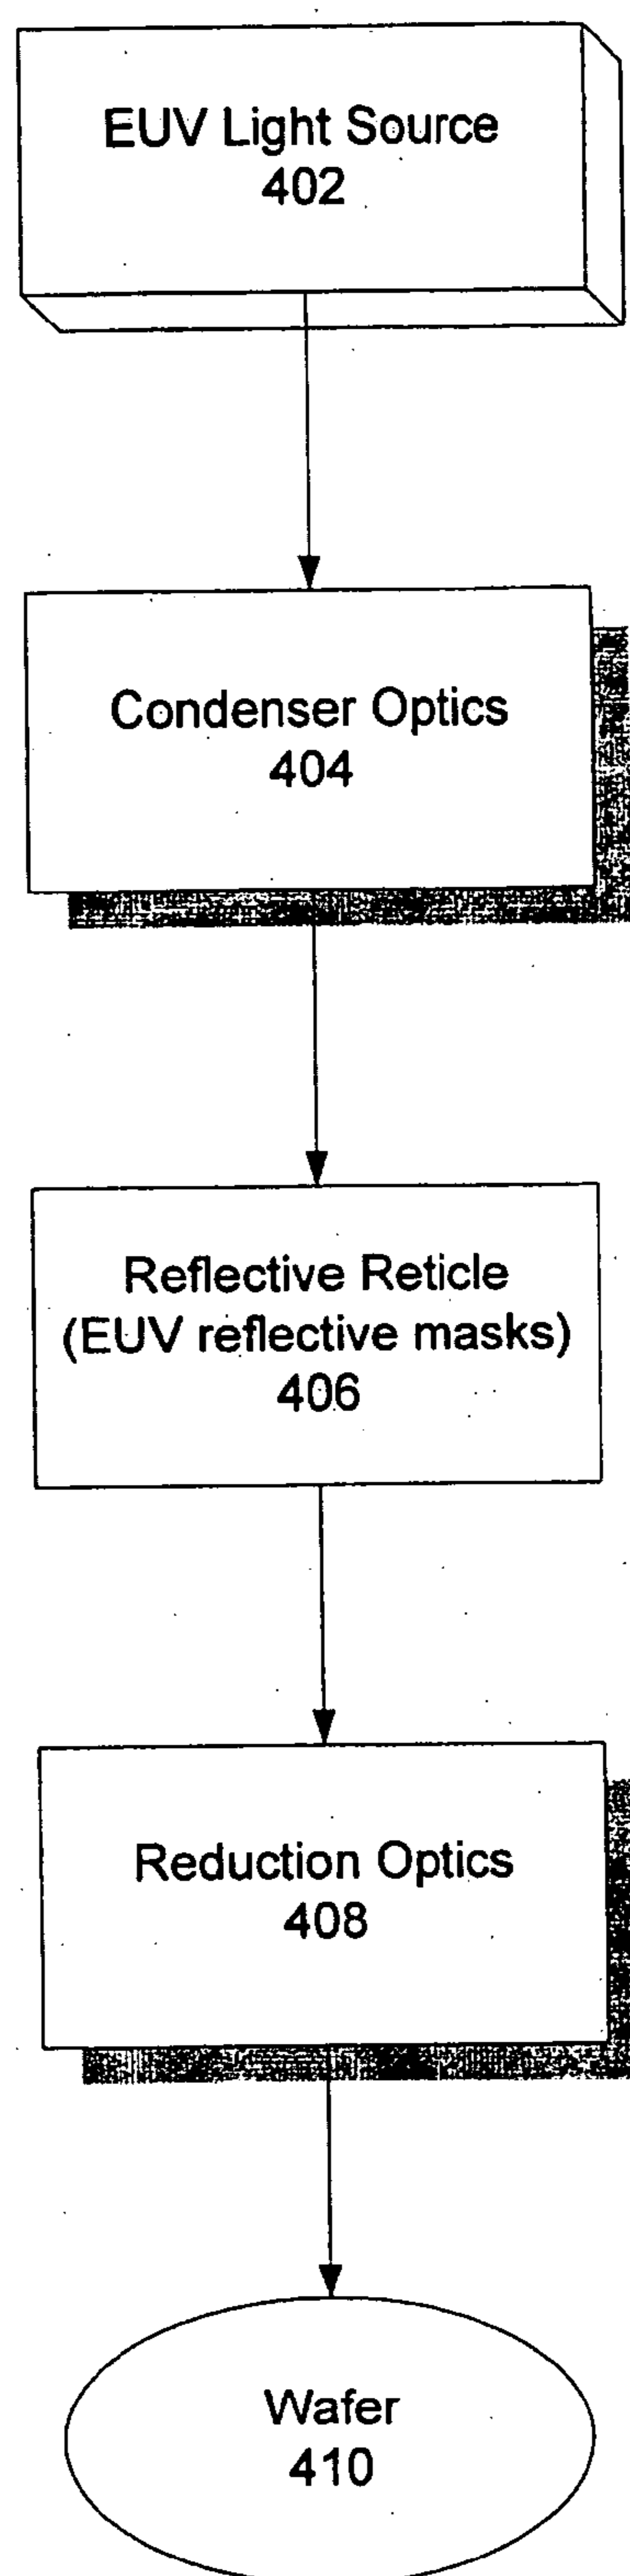 EUV Light Source
402
Condenser Optics
404
Reflective Reticle
(EUV reflective masks)
406
Reduction Optics
408
Wafer
410